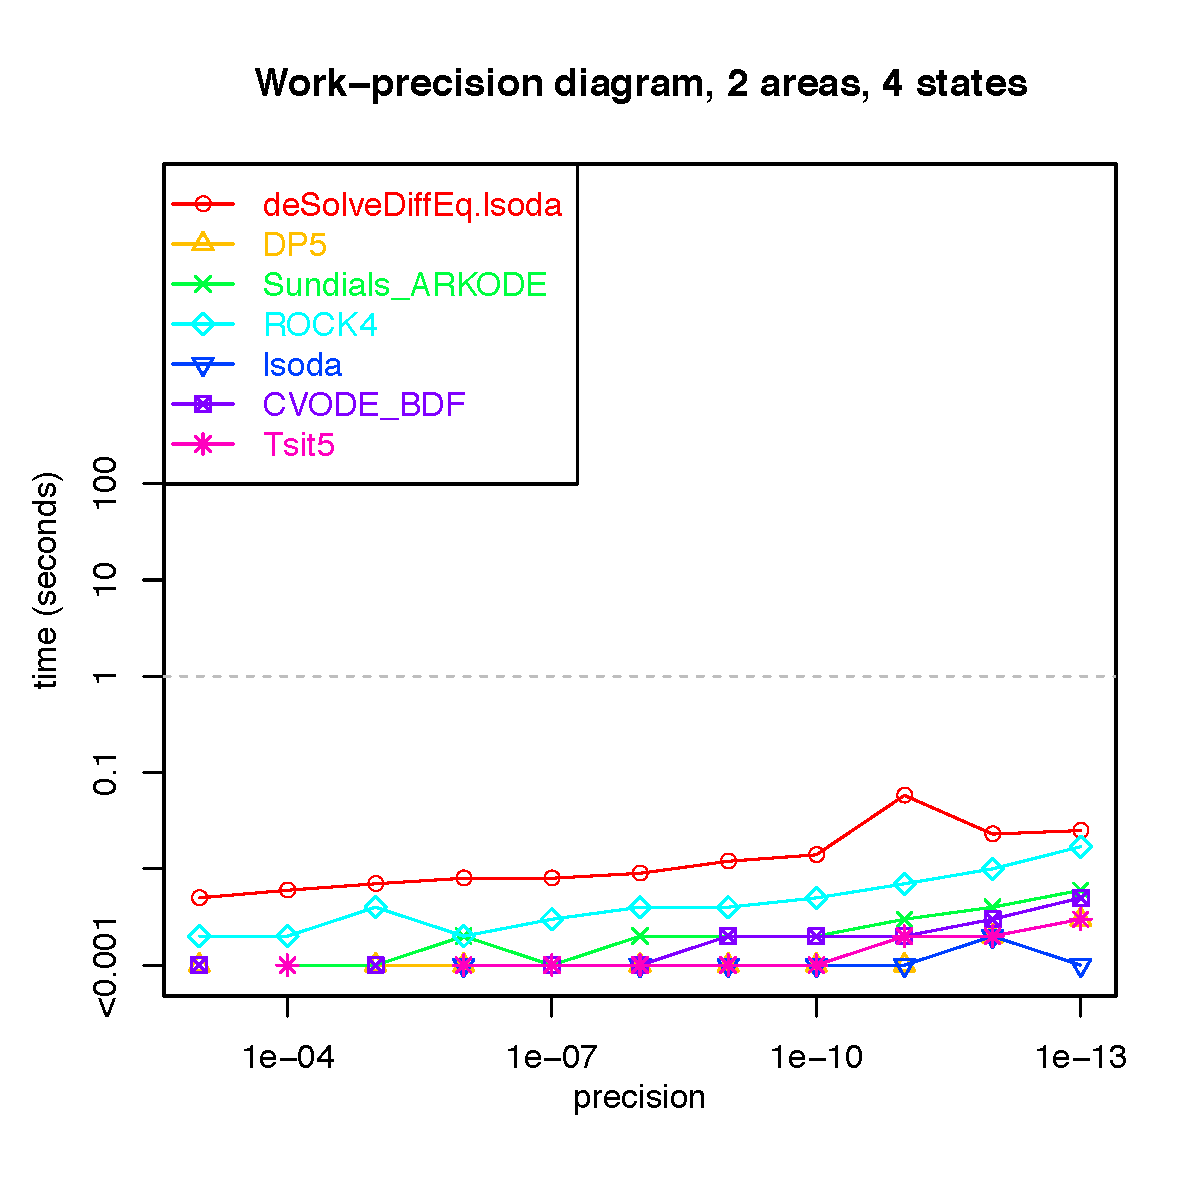 Work−precision diagram, 2 areas, 4 states
deSolveDiffEq.lsoda
DP5
Sundials_ARKODE
ROCK4
lsoda
CVODE_BDF
Tsit5
time (seconds)
100
10
1
0.1
<0.001
1e−04
1e−07
1e−10
1e−13
precision